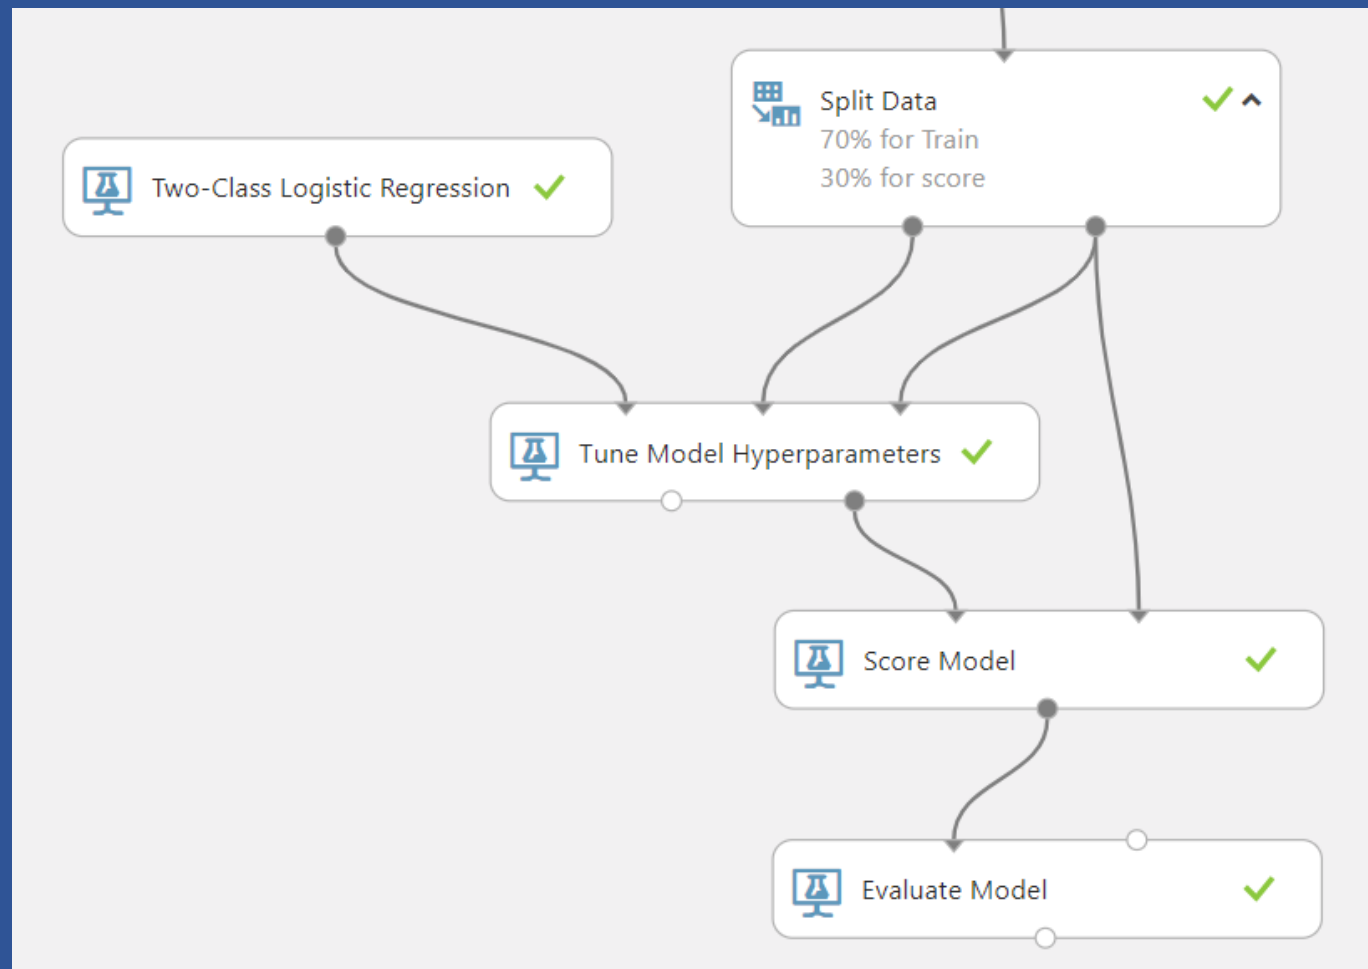 Split Data
70% for Train
30% for score
Two-Class Logistic Regression
Tune Model Hyperparameters
Score Model
Evaluate Model